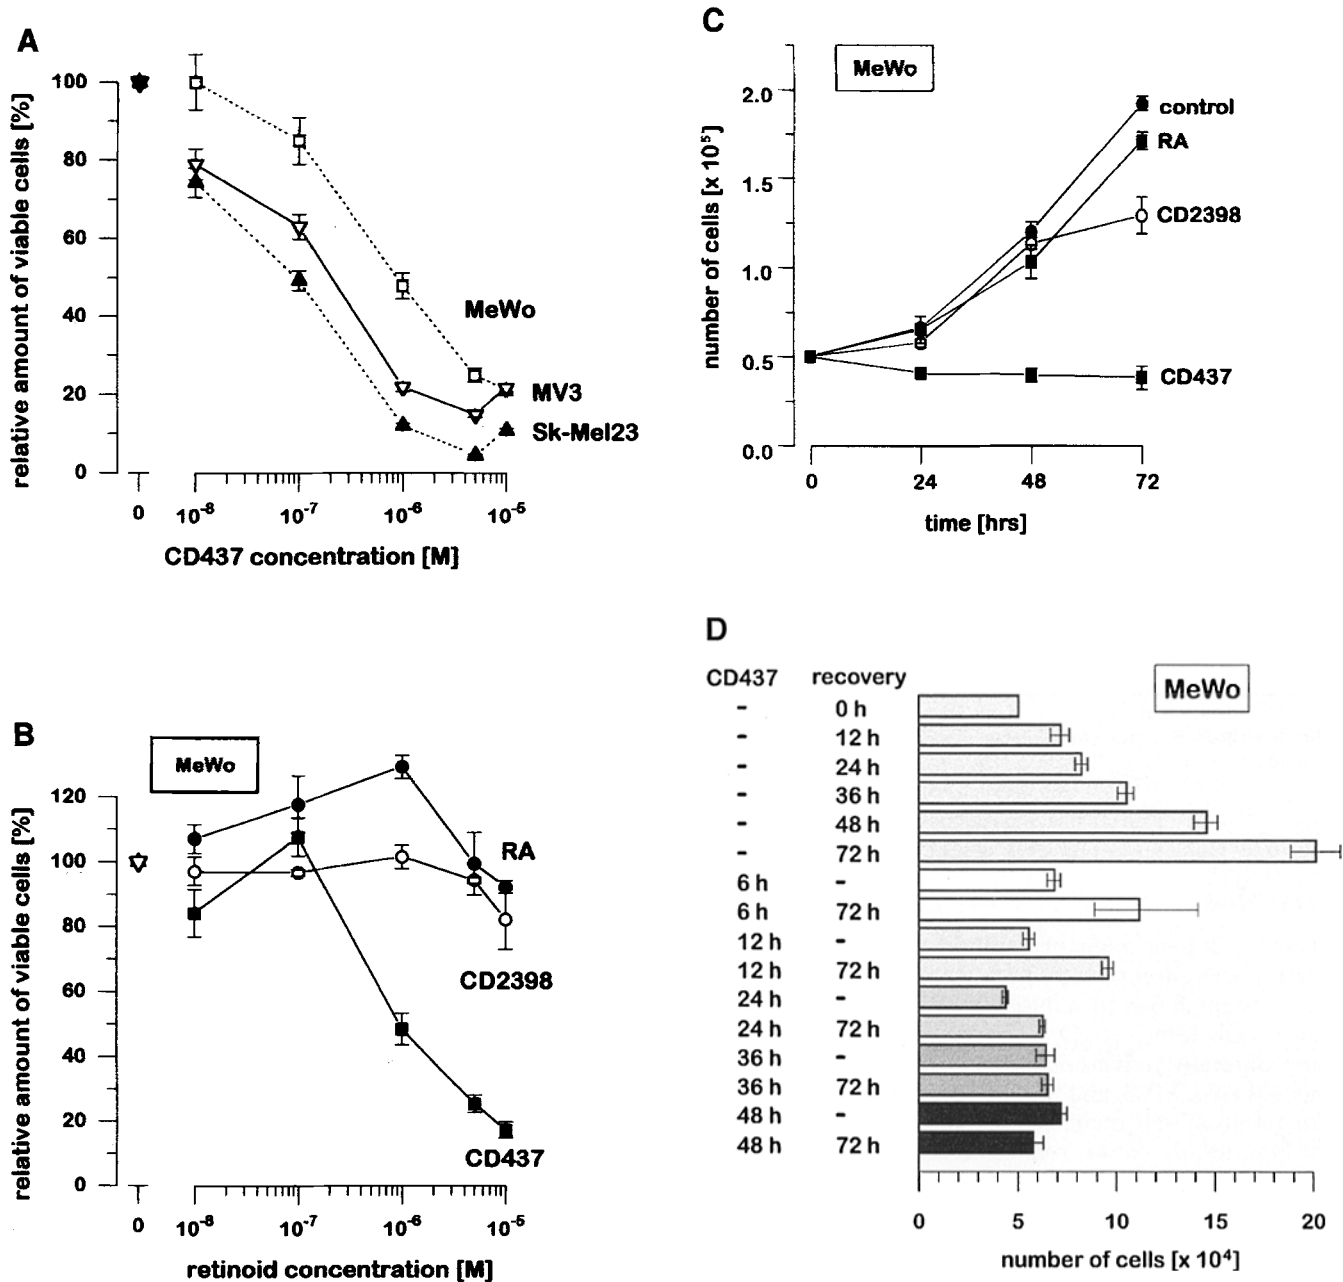 A
relative amount of viable cells [%]
100
80
60
40
20
0
MeWo
MV3
Sk-Mel23
0 10⁻⁸ 10⁻⁷ 10⁻⁶ 10⁻⁵
CD437 concentration [M]
B
MeWo
relative amount of viable cells [%]
120
100
80
60
40
20
0
RA
CD2398
CD437
0 10⁻⁸ 10⁻⁷ 10⁻⁶ 10⁻⁵
retinoid concentration [M]
C
MeWo
number of cells [x 10⁵]
2.0
1.5
1.0
0.5
0.0
control
RA
CD2398
CD437
0 24 48 72
time [hrs]
D
MeWo
CD437 recovery
- 0 h
- 12 h
- 24 h
- 36 h
- 48 h
- 72 h
6 h -
6 h 72 h
12 h -
12 h 72 h
24 h -
24 h 72 h
36 h -
36 h 72 h
48 h -
48 h 72 h
0 5 10 15 20
number of cells [x 10⁴]